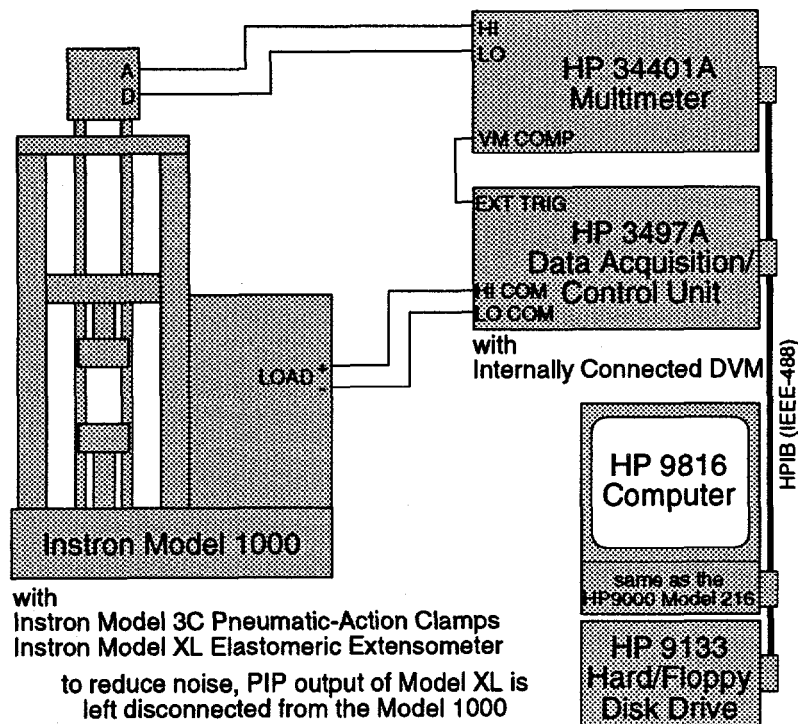 A
D
HI
LO
HP 34401A
Multimeter
VM COMP
EXT TRIG
HP 3497A
Data Acquisition/
Control Unit
HI COM
LO COM
with
Internally Connected DVM
LOAD +
-
HPIB (IEEE-488)
HP 9816
Computer
same as the
HP9000 Model 216
HP 9133
Hard/Floppy
Disk Drive
Instron Model 1000
with
Instron Model 3C Pneumatic-Action Clamps
Instron Model XL Elastomeric Extensometer
to reduce noise, PIP output of Model XL is
left disconnected from the Model 1000